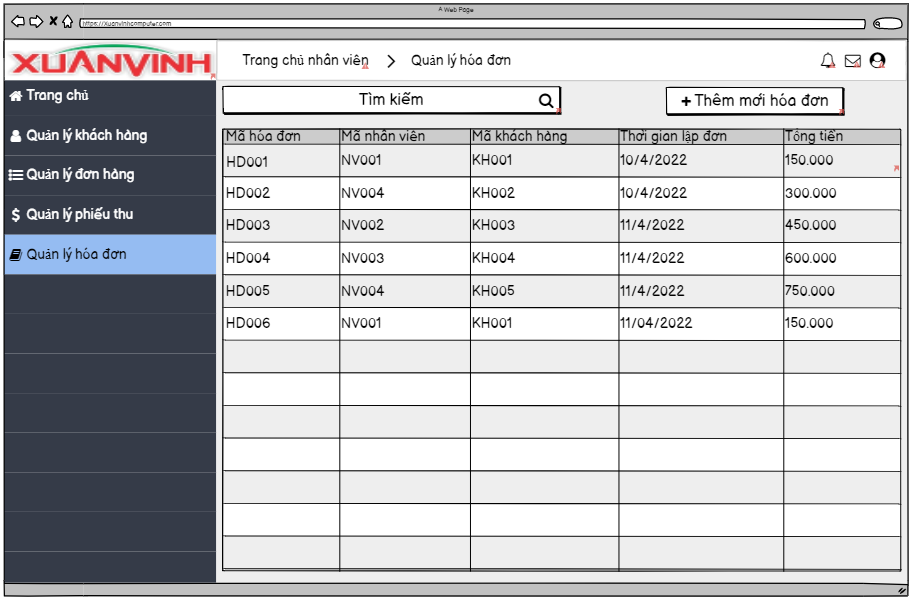 A Web Page
https://Xuanvinhcomputer.com
XUANVINH
Trang chủ nhân viên
Quản lý hóa đơn
Trang chủ
Quản lý khách hàng
Quản lý đơn hàng
$ Quản lý phiếu thu
Quản lý hóa đơn
Tìm kiếm
+ Thêm mới hóa đơn
Mã hóa đơn Mã nhân viên Mã khách hàng Thời gian lập đơn Tổng tiền
HD001 NV001 KH001 10/4/2022 150.000
HD002 NV004 KH002 10/4/2022 300.000
HD003 NV002 KH003 11/4/2022 450.000
HD004 NV003 KH004 11/4/2022 600.000
HD005 NV004 KH005 11/4/2022 750.000
HD006 NV001 KH001 11/04/2022 150.000